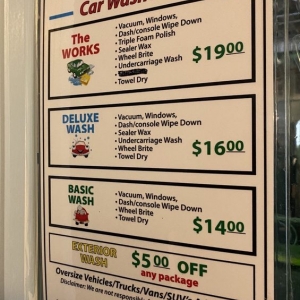 Car Wash
The WORKS
• Vacuum, Windows,
• Dash/console Wipe Down
• Triple Foam Polish
• Sealer Wax
• Wheel Brite
• Undercarriage Wash
• Towel Dry
$19.00
DELUXE WASH
• Vacuum, Windows,
Dash/console Wipe Down
• Sealer Wax
• Undercarriage Wash
• Wheel Brite
• Towel Dry
$16.00
BASIC WASH
• Vacuum, Windows,
• Dash/console Wipe Down
• Wheel Brite
• Towel Dry
$14.00
EXTERIOR WASH
$5.00 OFF
any package
Oversize Vehicles/Trucks/Vans/SUV's
Disclaimer: We are not responsible